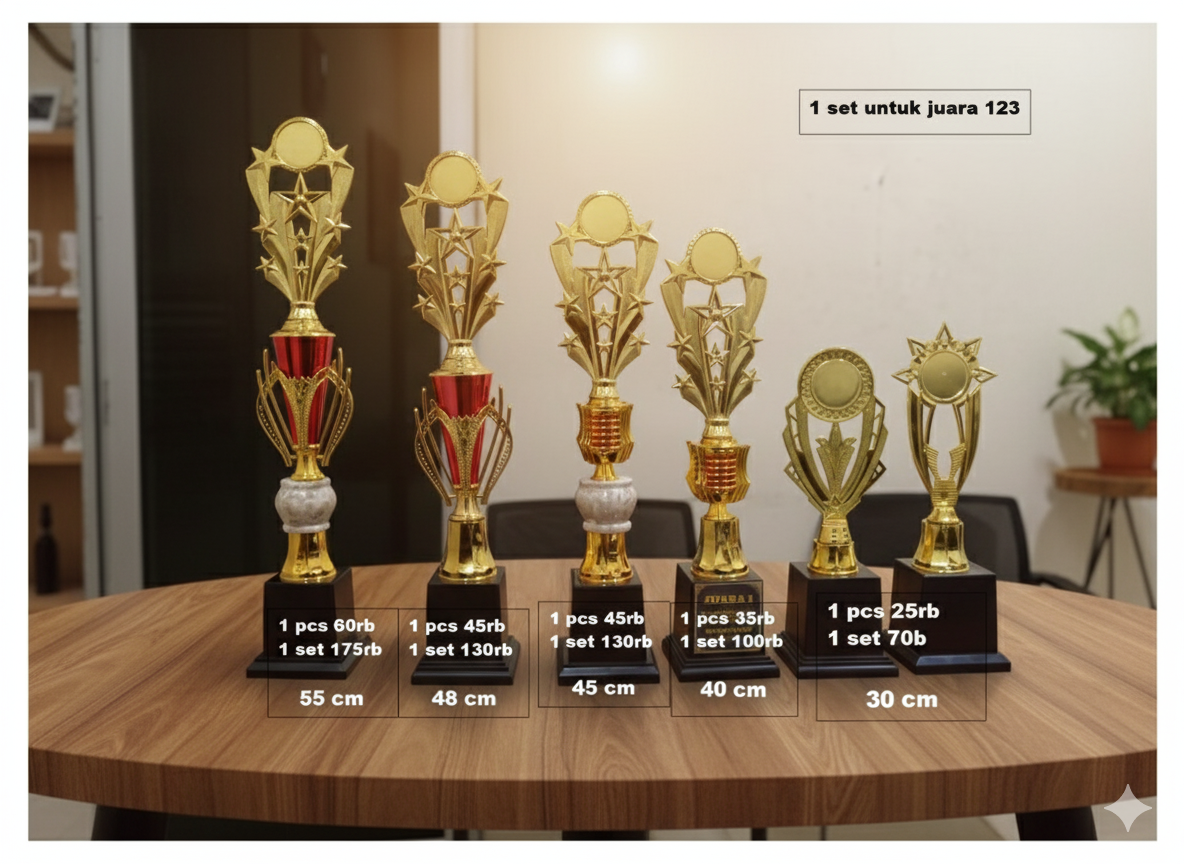 1 set untuk juara 123
1 pcs 60rb
1 set 175rb
55 cm
1 pcs 45rb
1 set 130rb
48 cm
1 pcs 45rb
1 set 130rb
45 cm
JUARA 1
1 pcs 35rb
1 set 100rb
40 cm
1 pcs 25rb
1 set 70b
30 cm